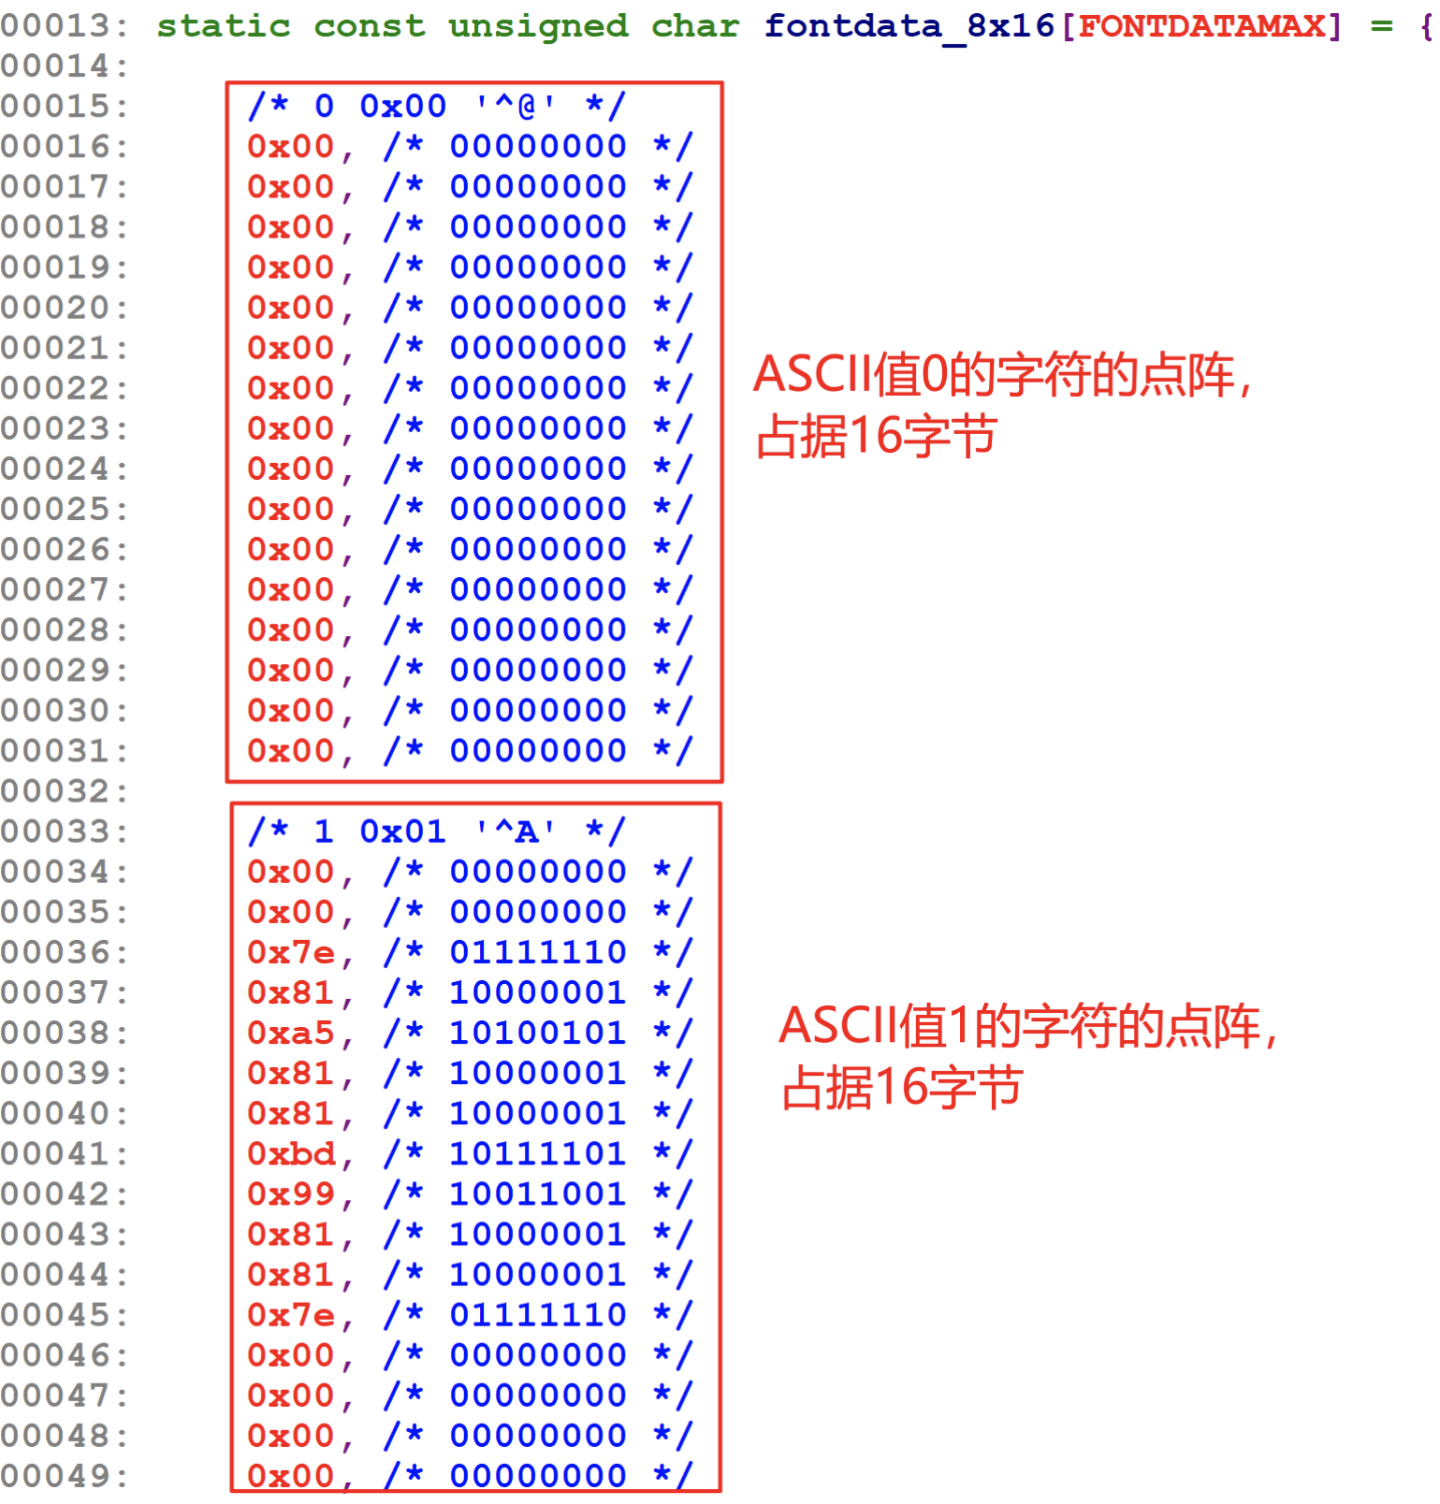 00013: static const unsigned char fontdata_8x16[FONTDATAMAX] = {
00014:
00015: /* 0 0x00 '^@' */
00016: 0x00, /* 00000000 */
00017: 0x00, /* 00000000 */
00018: 0x00, /* 00000000 */
00019: 0x00, /* 00000000 */
00020: 0x00, /* 00000000 */
00021: 0x00, /* 00000000 */
00022: 0x00, /* 00000000 */
00023: 0x00, /* 00000000 */
00024: 0x00, /* 00000000 */
00025: 0x00, /* 00000000 */
00026: 0x00, /* 00000000 */
00027: 0x00, /* 00000000 */
00028: 0x00, /* 00000000 */
00029: 0x00, /* 00000000 */
00030: 0x00, /* 00000000 */
00031: 0x00, /* 00000000 */
ASCII值0的字符的点阵，
占据16字节
00032:
00033: /* 1 0x01 '^A' */
00034: 0x00, /* 00000000 */
00035: 0x00, /* 00000000 */
00036: 0x7e, /* 01111110 */
00037: 0x81, /* 10000001 */
00038: 0xa5, /* 10100101 */
00039: 0x81, /* 10000001 */
00040: 0x81, /* 10000001 */
00041: 0xbd, /* 10111101 */
00042: 0x99, /* 10011001 */
00043: 0x81, /* 10000001 */
00044: 0x81, /* 10000001 */
00045: 0x7e, /* 01111110 */
00046: 0x00, /* 00000000 */
00047: 0x00, /* 00000000 */
00048: 0x00, /* 00000000 */
00049: 0x00, /* 00000000 */
ASCII值1的字符的点阵，
占据16字节